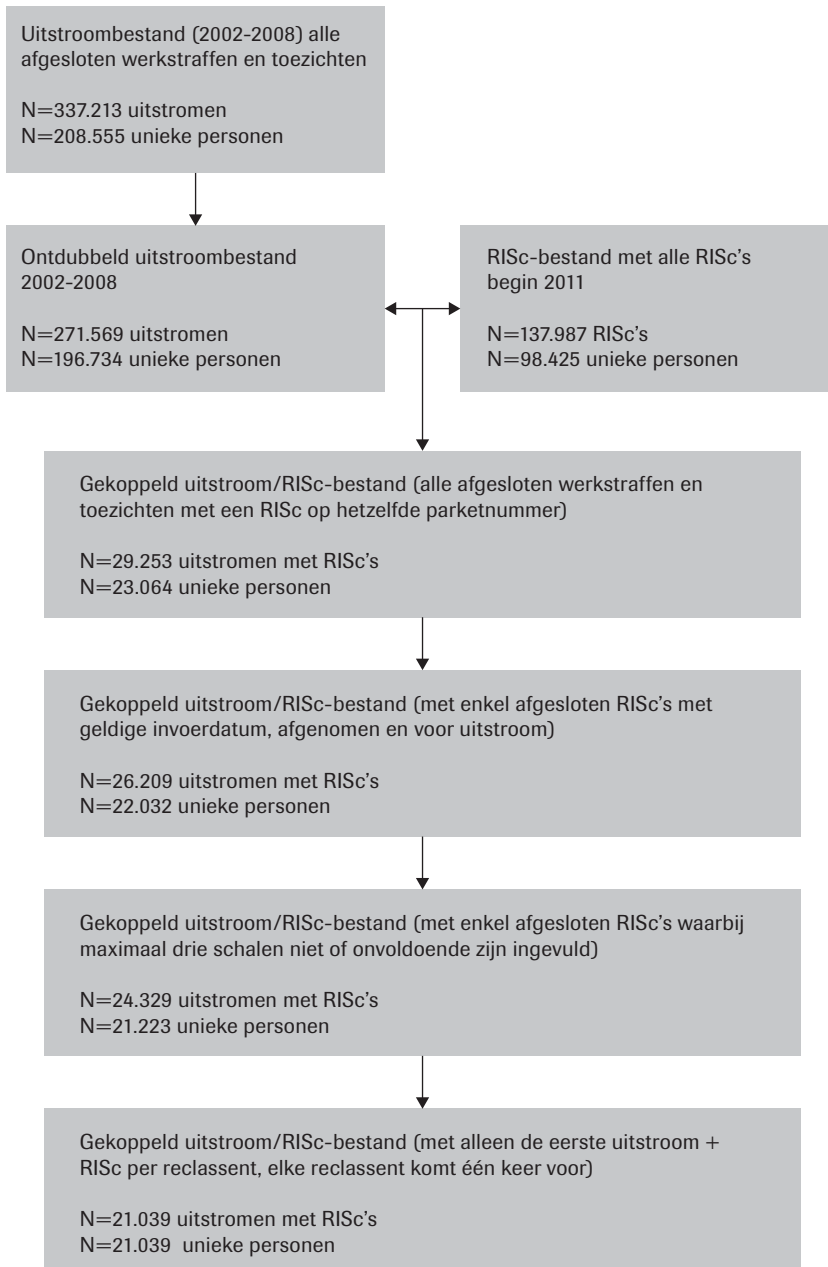 Uitstroombestand (2002-2008) alle
afgesloten werkstraffen en toezichten
N=337.213 uitstromen
N=208.555 unieke personen
Ontdubbeld uitstroombestand
2002-2008
N=271.569 uitstromen
N=196.734 unieke personen
RISc-bestand met alle RISc's
begin 2011
N=137.987 RISc's
N=98.425 unieke personen
Gekoppeld uitstroom/RISc-bestand (alle afgesloten werkstraffen en
toezichten met een RISc op hetzelfde parketnummer)
N=29.253 uitstromen met RISc's
N=23.064 unieke personen
Gekoppeld uitstroom/RISc-bestand (met enkel afgesloten RISc's met
geldige invoerdatum, afgenomen en voor uitstroom)
N=26.209 uitstromen met RISc's
N=22.032 unieke personen
Gekoppeld uitstroom/RISc-bestand (met enkel afgesloten RISc's waarbij
maximaal drie schalen niet of onvoldoende zijn ingevuld)
N=24.329 uitstromen met RISc's
N=21.223 unieke personen
Gekoppeld uitstroom/RISc-bestand (met alleen de eerste uitstroom +
RISc per reclassent, elke reclassent komt één keer voor)
N=21.039 uitstromen met RISc's
N=21.039 unieke personen